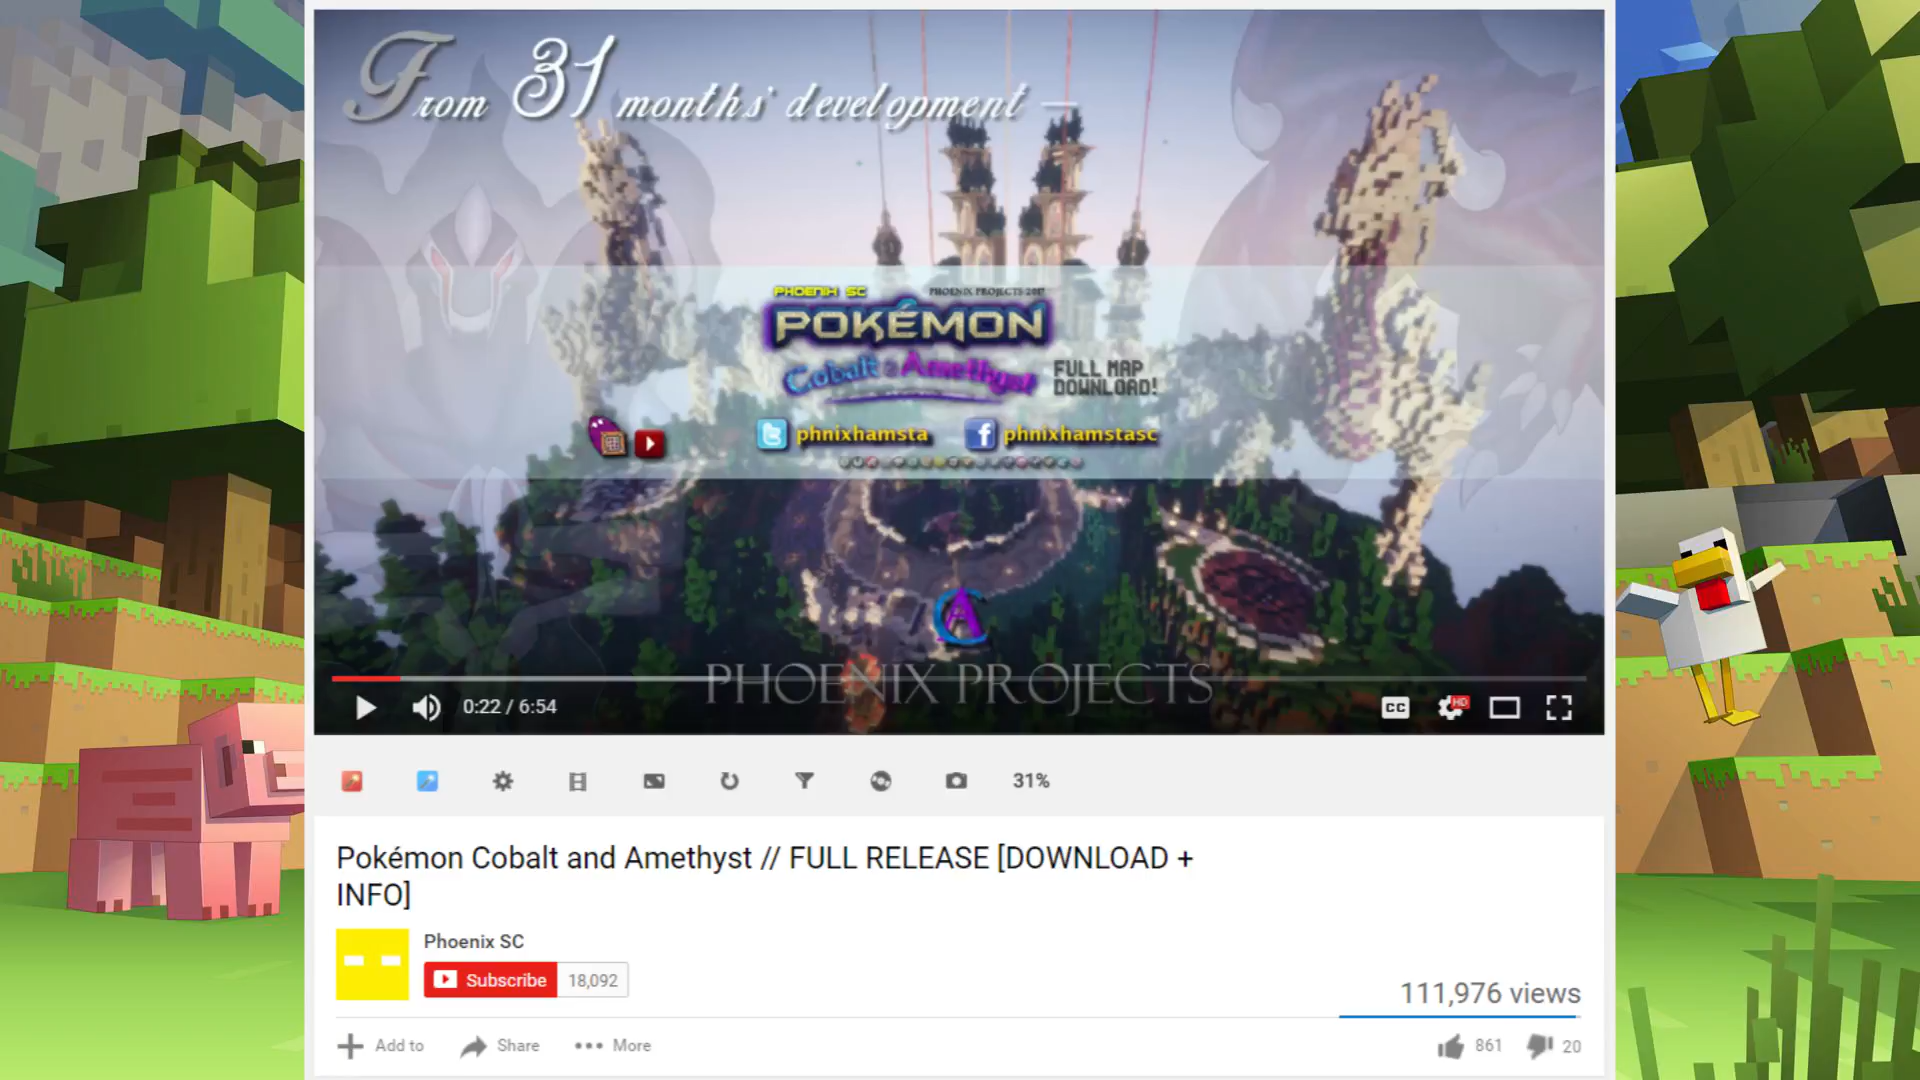 From 31 months' development —
PHOENIX SC
PHOENIX PROJECTS 2017
POKÉMON
Cobalt & Amethyst
FULL MAP
DOWNLOAD!
phnixhamsta
phnixhamstasc
CA
PHOENIX PROJECTS
0:22 / 6:54
CC
HD
31%
Pokémon Cobalt and Amethyst // FULL RELEASE [DOWNLOAD +
INFO]
Phoenix SC
Subscribe 18,092
111,976 views
Add to Share More
861 20